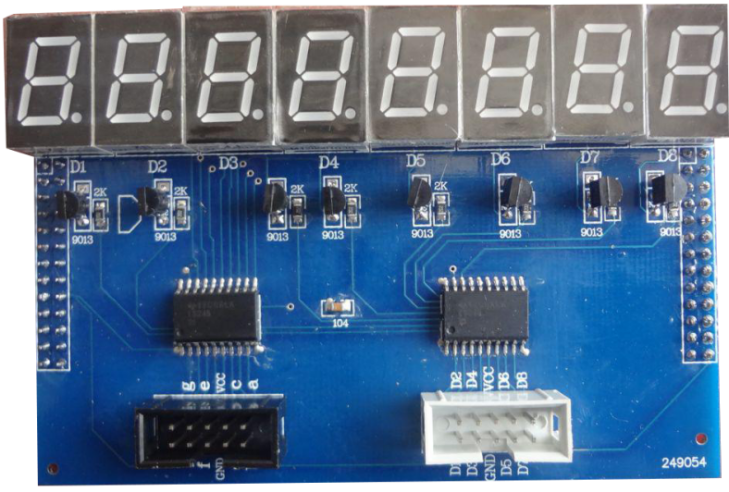 D1 D2 D3 D4 D5 D6 D7 D8
2K 2K 2K 2K 2K
9013 9013 9013 9013 9013 9013 9013 9013
104
g e VCC c a
D2 D4 VCC D6 D8
f GND
D1 D3 GND D5 D7
249054